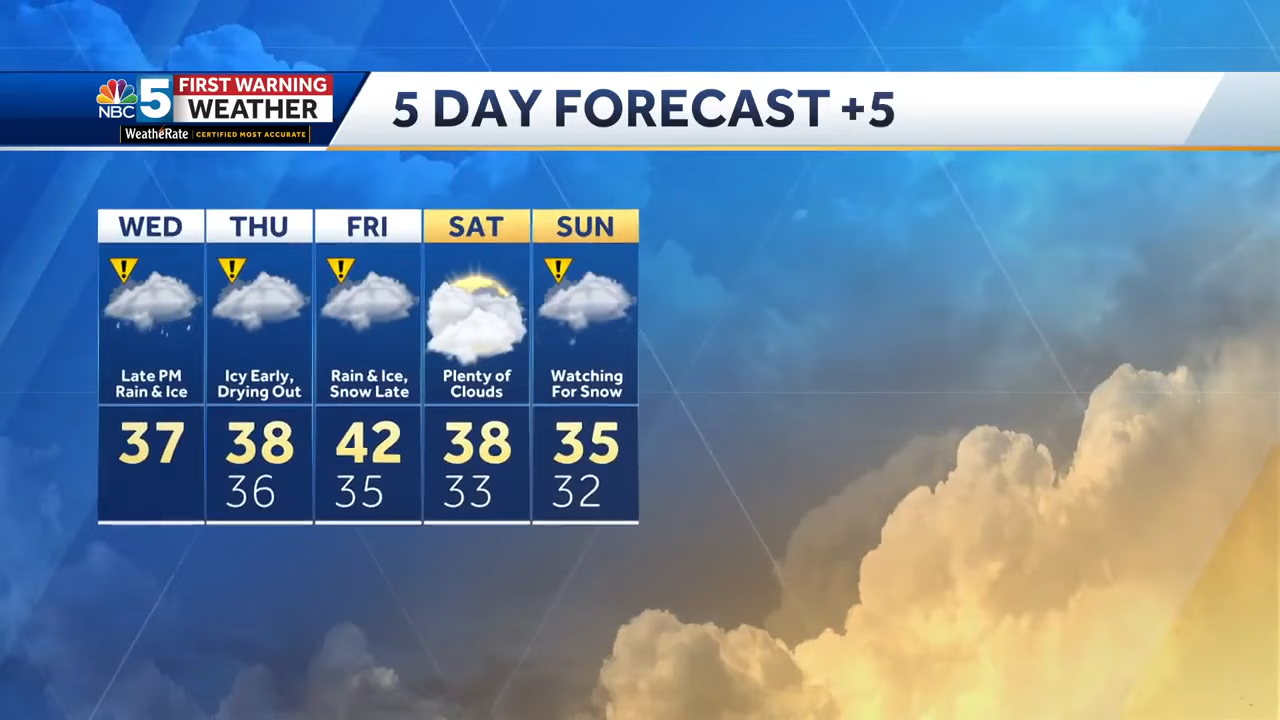 NBC 5 FIRST WARNING
WEATHER
WeatheRate CERTIFIED MOST ACCURATE
5 DAY FORECAST +5
WED THU FRI SAT SUN
! ! ! !
Late PM
Rain & Ice
Icy Early,
Drying Out
Rain & Ice,
Snow Late
Plenty of
Clouds
Watching
For Snow
37 38 42 38 35
36 35 33 32